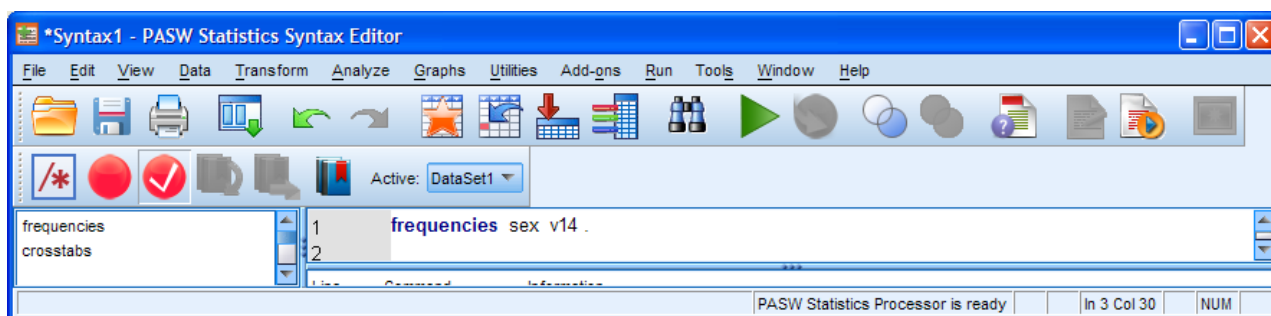 *Syntax1 - PASW Statistics Syntax Editor
File Edit View Data Transform Analyze Graphs Utilities Add-ons Run Tools Window Help
Active: DataSet1
frequencies
crosstabs
1 frequencies sex v14 .
2
PASW Statistics Processor is ready In 3 Col 30 NUM